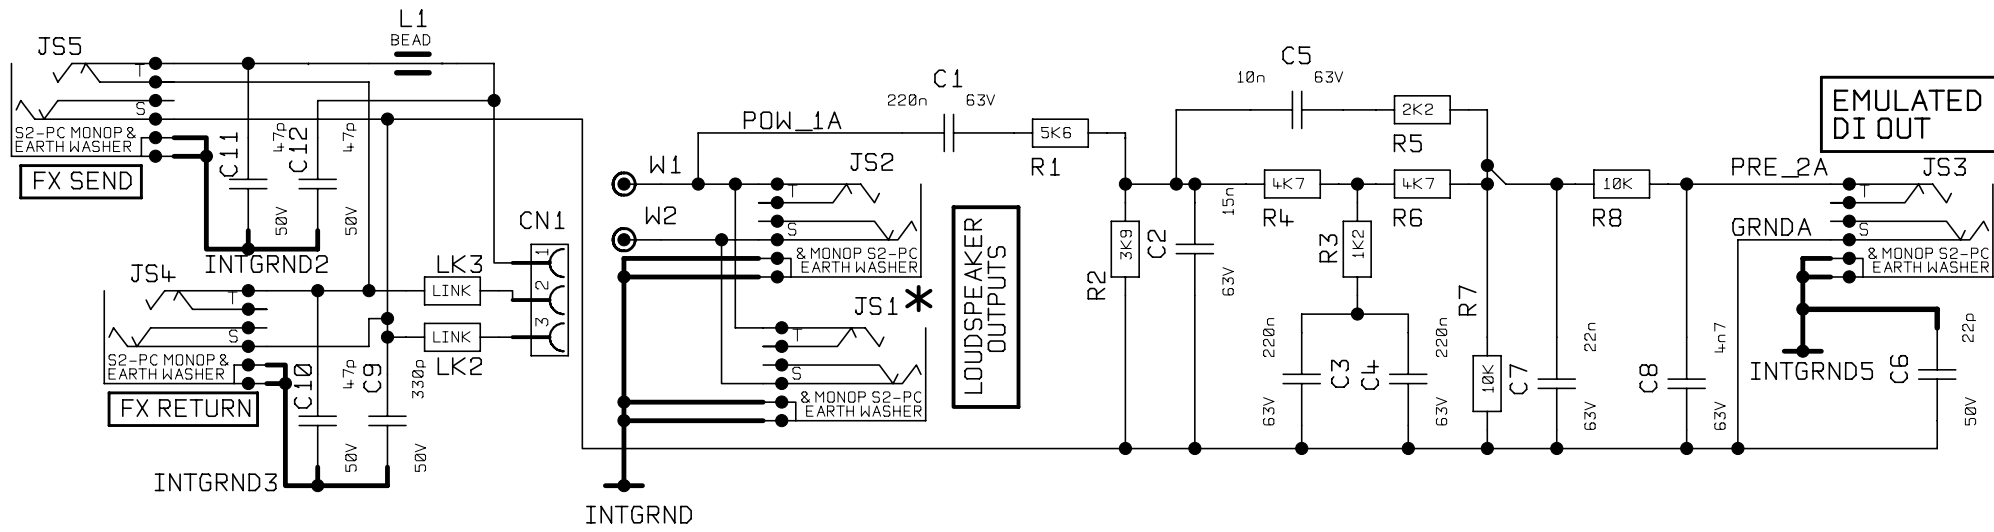 L1
BEAD
JS5
T
S
S2-PC MONOP &
EARTH WASHER
FX SEND
C11
47p
50V
C12
47p
50V
INTGRND2
CN1
1
2
3
JS4
T
S
S2-PC MONOP &
EARTH WASHER
FX RETURN
LK3
LINK
LINK
LK2
C10
47p
50V
C9
330p
50V
INTGRND3
W1
W2
POW_1A
C1
220n 63V
5K6
R1
JS2
T
S
& MONOP S2-PC
EARTH WASHER
JS1 *
T
S
& MONOP S2-PC
EARTH WASHER
LOUDSPEAKER
OUTPUTS
INTGRND
C5
10n 63V
2K2
R5
R2
3K9
C2
15n
63V
4K7
R4
4K7
R6
R3
1K2
220n
C3
63V
C4
220n
63V
R7
10K
C7
22n
63V
10K
R8
C8
4n7
63V
EMULATED
DI OUT
PRE_2A
JS3
T
S
GRNDA
& MONOP S2-PC
EARTH WASHER
INTGRND5
C6
22p
50V